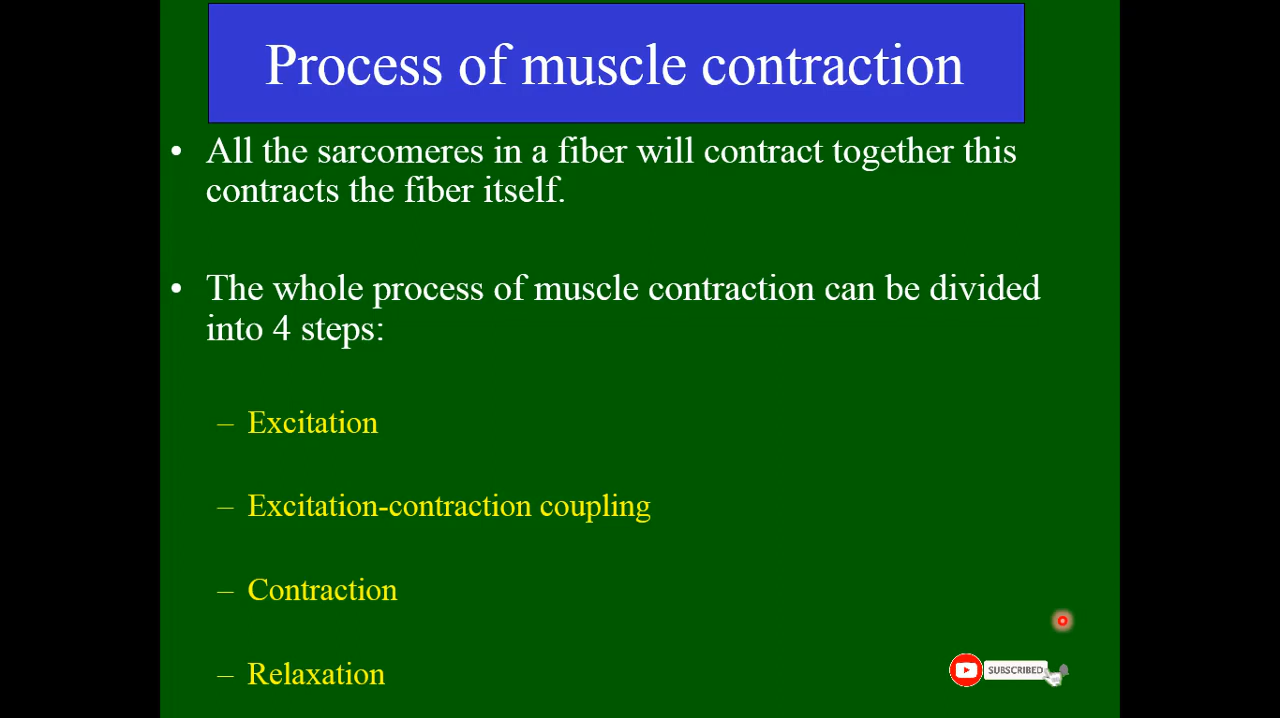 Process of muscle contraction
• All the sarcomeres in a fiber will contract together this
contracts the fiber itself.
• The whole process of muscle contraction can be divided
into 4 steps:
– Excitation
– Excitation-contraction coupling
– Contraction
– Relaxation
SUBSCRIBED